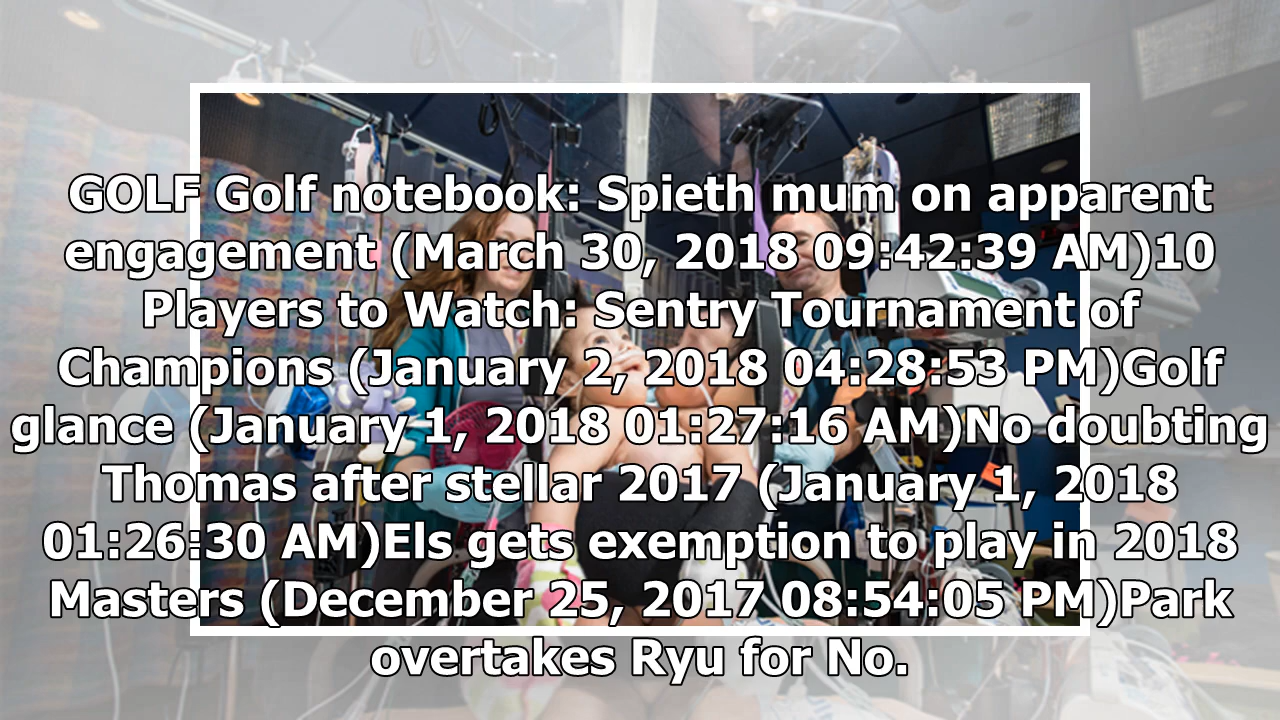 GOLF Golf notebook: Spieth mum on apparent
engagement (March 30, 2018 09:42:39 AM)10
Players to Watch: Sentry Tournament of
Champions (January 2, 2018 04:28:53 PM)Golf
glance (January 1, 2018 01:27:16 AM)No doubting
Thomas after stellar 2017 (January 1, 2018
01:26:30 AM)Els gets exemption to play in 2018
Masters (December 25, 2017 08:54:05 PM)Park
overtakes Ryu for No.